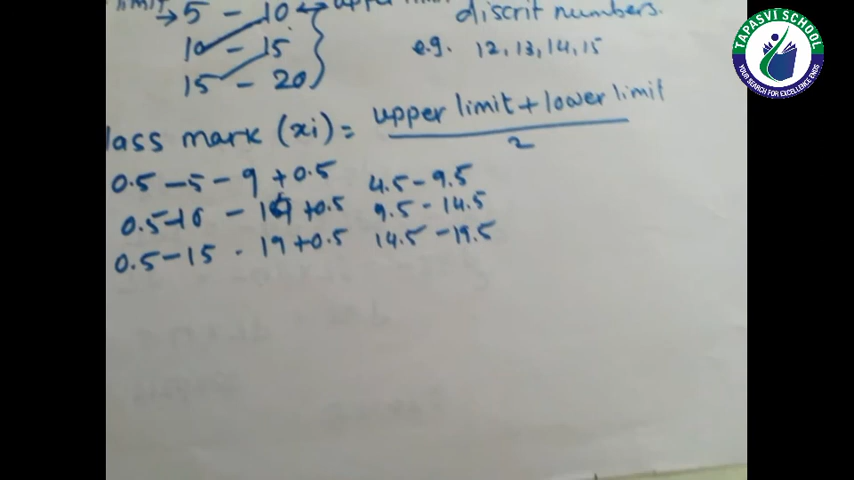 limit → 5 - 10 ← upper limit
discrit numbers.
10 - 15
e.g. 12, 13, 14, 15
15 - 20
lass mark (xi) = upper limit + lower limit
2
0.5 - 5 - 9 + 0.5 4.5 - 9.5
0.5 - 10 - +0.5 9.5 - 14.5
0.5 - 15 - 19 + 0.5 14.5 - 19.5
TAPASVI SCHOOL
YOUR SEARCH FOR EXCELLENCE ENDS